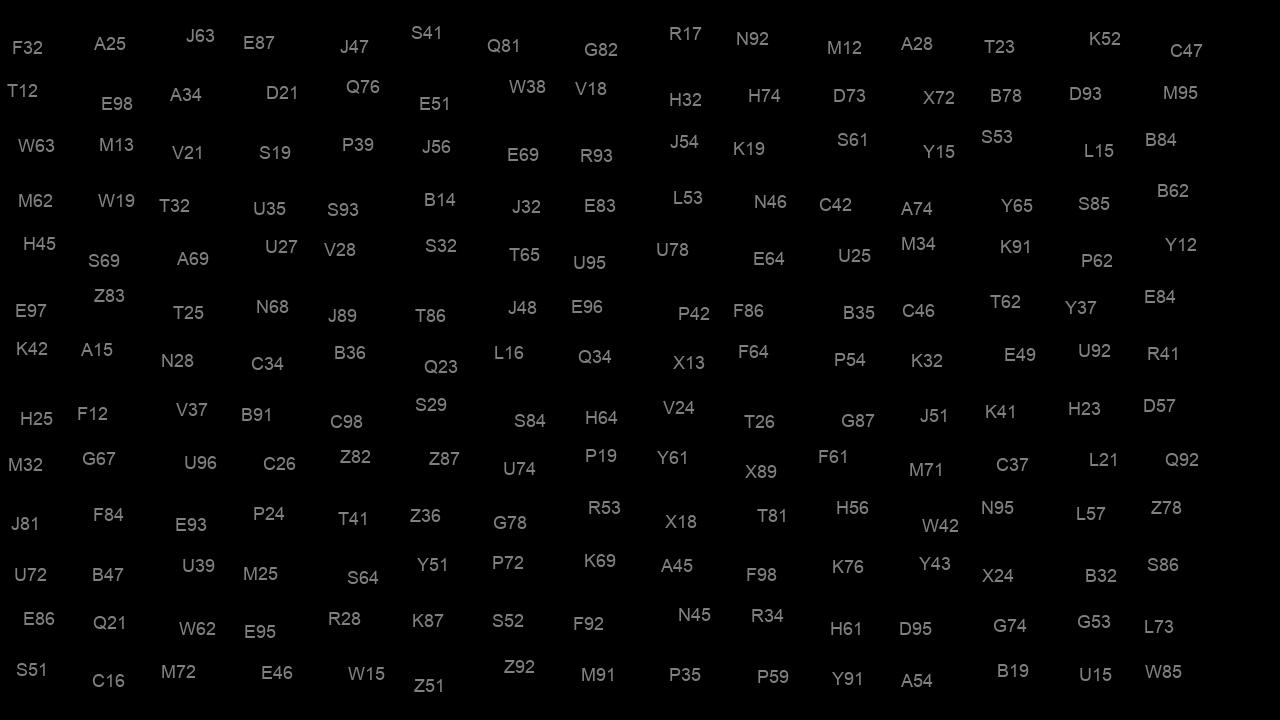 F32 A25 J63 E87 J47 S41 Q81 G82 R17 N92 M12 A28 T23 K52 C47
T12 E98 A34 D21 Q76 E51 W38 V18 H32 H74 D73 X72 B78 D93 M95
W63 M13 V21 S19 P39 J56 E69 R93 J54 K19 S61 Y15 S53 L15 B84
M62 W19 T32 U35 S93 B14 J32 E83 L53 N46 C42 A74 Y65 S85 B62
H45 S69 A69 U27 V28 S32 T65 U95 U78 E64 U25 M34 K91 P62 Y12
E97 Z83 T25 N68 J89 T86 J48 E96 P42 F86 B35 C46 T62 Y37 E84
K42 A15 N28 C34 B36 Q23 L16 Q34 X13 F64 P54 K32 E49 U92 R41
H25 F12 V37 B91 C98 S29 S84 H64 V24 T26 G87 J51 K41 H23 D57
M32 G67 U96 C26 Z82 Z87 U74 P19 Y61 X89 F61 M71 C37 L21 Q92
J81 F84 E93 P24 T41 Z36 G78 R53 X18 T81 H56 W42 N95 L57 Z78
U72 B47 U39 M25 S64 Y51 P72 K69 A45 F98 K76 Y43 X24 B32 S86
E86 Q21 W62 E95 R28 K87 S52 F92 N45 R34 H61 D95 G74 G53 L73
S51 C16 M72 E46 W15 Z51 Z92 M91 P35 P59 Y91 A54 B19 U15 W85